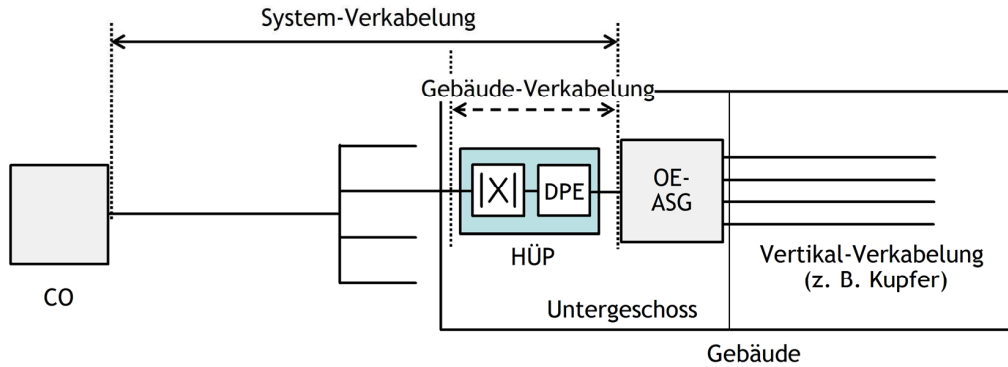 System-Verkabelung
Gebäude-Verkabelung
|X|
DPE
OE-
ASG
HÜP
CO
Vertikal-Verkabelung
(z. B. Kupfer)
Untergeschoss
Gebäude